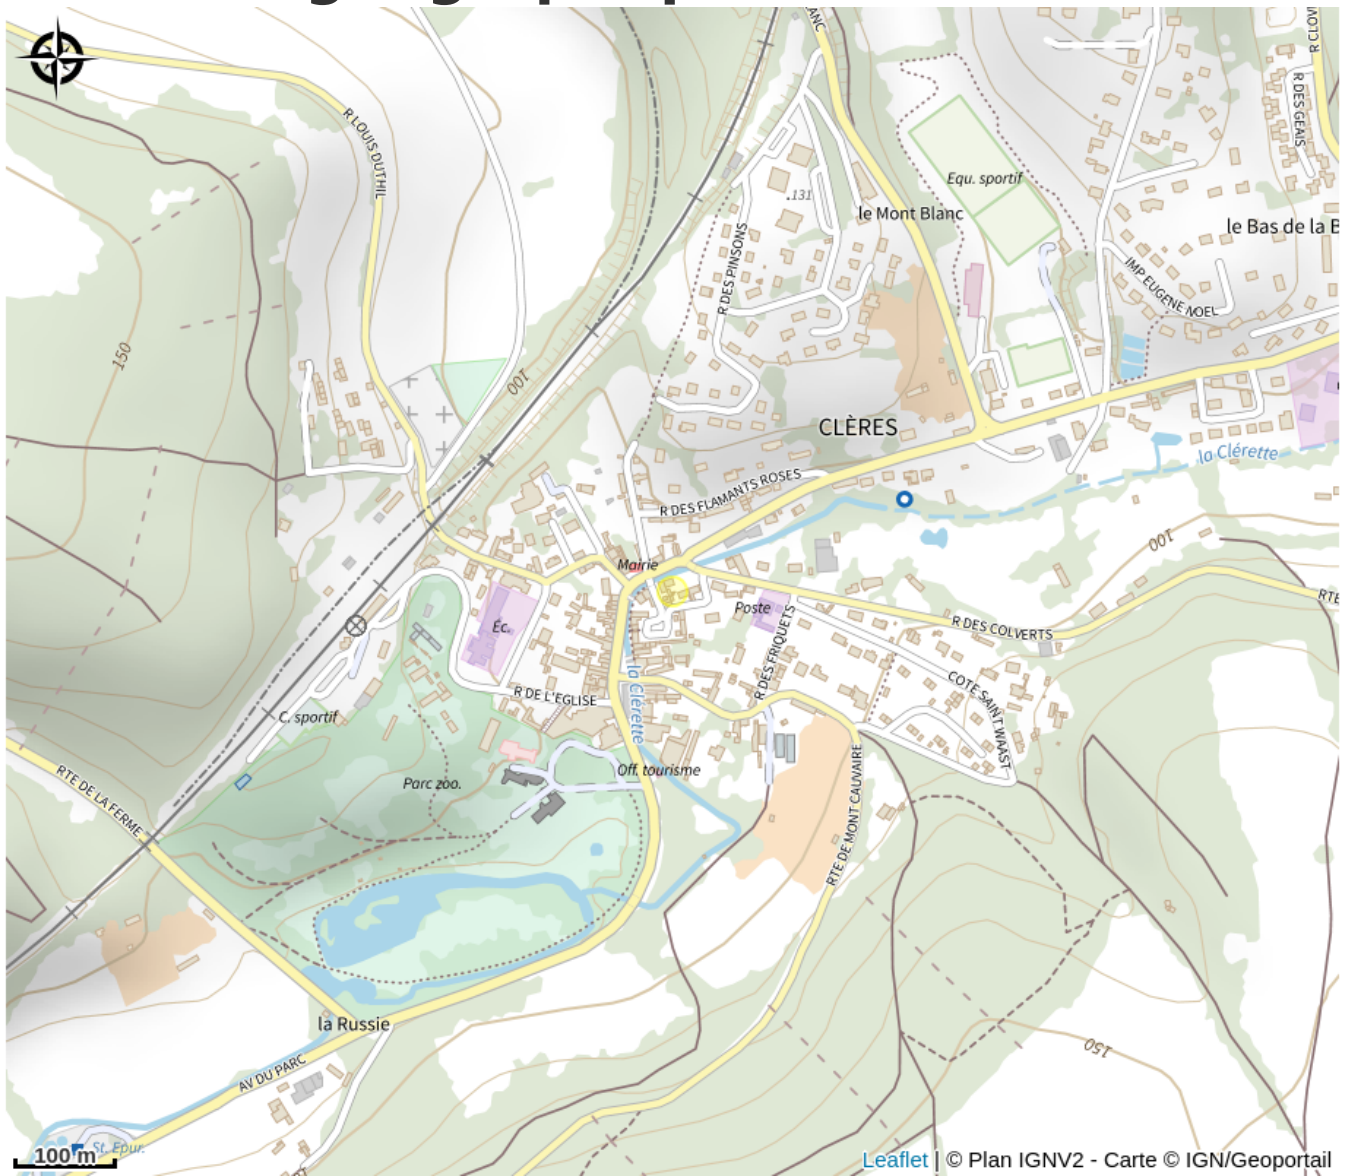 R LOUIS DUTHIL
R CLOV
R DES GEAIS
Equ. sportif
.131
le Mont Blanc
le Bas de la B
R DES PINSONS
IMP EUGENE NOEL
150
100
CLÈRES
la Clérette
R DES FLAMANTS ROSES
100
Mairie
Poste
R DES COLVERTS
RTE
Éc.
R DES FRIQUETS
R DE L'EGLISE
la Clérette
COTE SAINT WAAST
C. sportif
Off. tourisme
Parc zoo.
RTE DE LA FERME
RTE DE MONT CAUVAIRE
la Russie
150
AV DU PARC
St. Epur.
100 m
Leaflet | © Plan IGNV2 - Carte © IGN/Geoportail